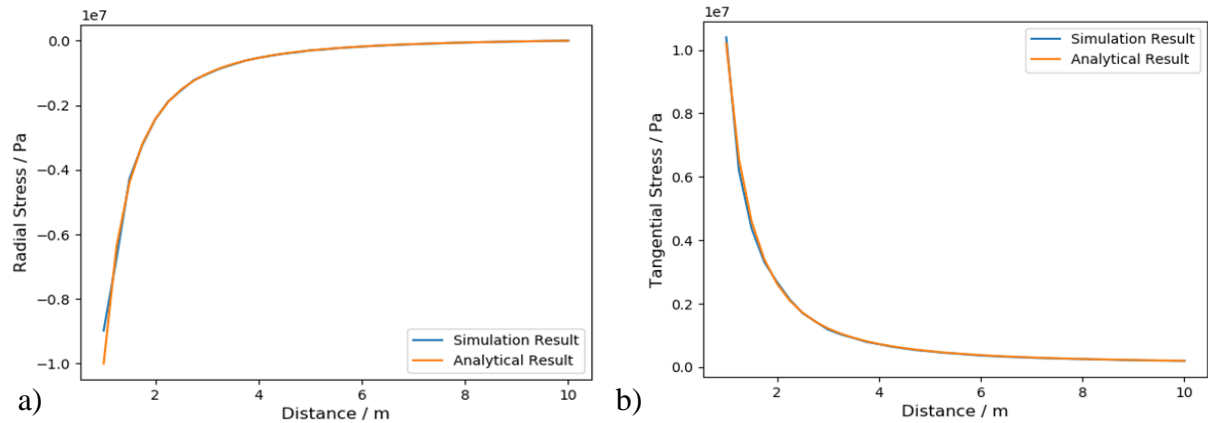 1e7
0.0
−0.2
−0.4
−0.6
−0.8
−1.0
Radial Stress / Pa
Simulation Result
Analytical Result
2 4 6 8 10
Distance / m
a)
1e7
1.0
0.8
0.6
0.4
0.2
0.0
Tangential Stress / Pa
Simulation Result
Analytical Result
2 4 6 8 10
Distance / m
b)